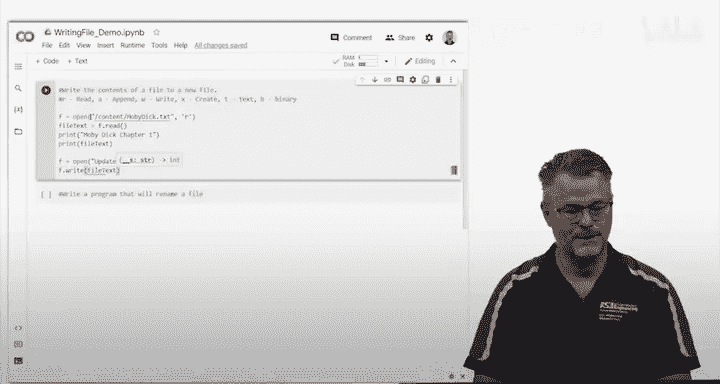 WritingFile_Demo.ipynb
Comment
Share
File Edit View Insert Runtime Tools Help All changes saved
+ Code + Text
RAM
Disk
Editing
#Write the contents of a file to a new file.
#r - Read, a - Append, w - Write, x - Create, t - text, b - binary
f = open("/content/MobyDick.txt", 'r')
fileText = f.read()
print("Moby Dick Chapter 1")
print(fileText)
f = open("Update
(__s: str) -> int
f.write(fileText)
[ ] #Write a program that will rename a file
{x}
Engineering